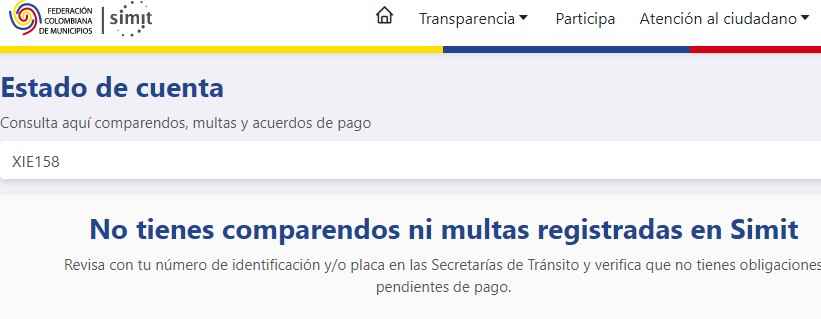 FEDERACIÓN
COLOMBIANA
DE MUNICIPIOS
simit
Transparencia Participa Atención al ciudadano
Estado de cuenta
Consulta aquí comparendos, multas y acuerdos de pago
XIE158
No tienes comparendos ni multas registradas en Simit
Revisa con tu número de identificación y/o placa en las Secretarías de Tránsito y verifica que no tienes obligaciones
pendientes de pago.